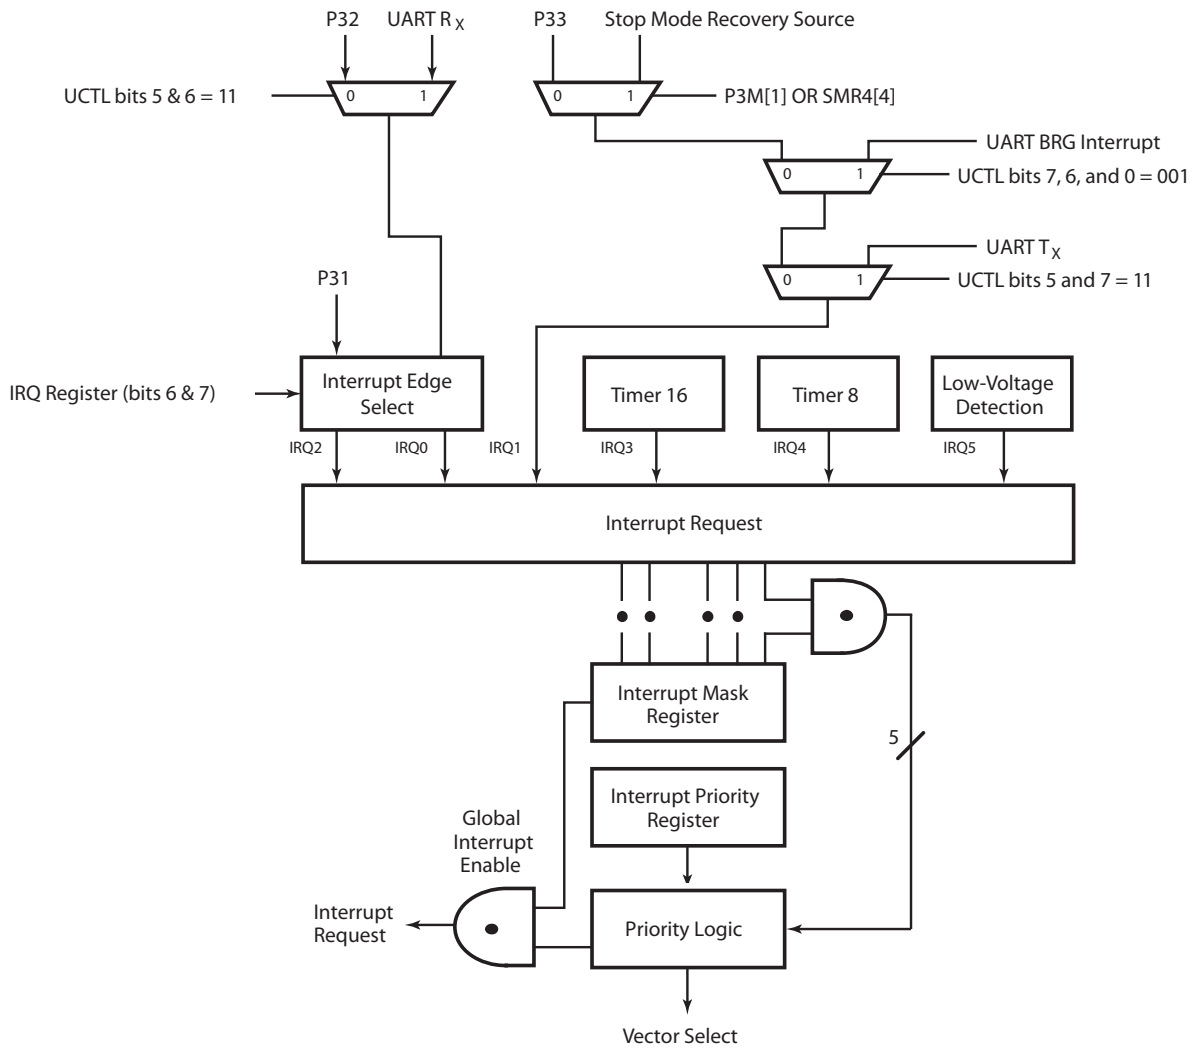 P32 UART R X P33 Stop Mode Recovery Source
UCTL bits 5 & 6 = 11 0 1 0 1 P3M[1] OR SMR4[4]
UART BRG Interrupt
0 1 UCTL bits 7, 6, and 0 = 001
UART T X
P31 0 1 UCTL bits 5 and 7 = 11
IRQ Register (bits 6 & 7)
Interrupt Edge
Select
Timer 16
Timer 8
Low-Voltage
Detection
IRQ2 IRQ0 IRQ1 IRQ3 IRQ4 IRQ5
Interrupt Request
Interrupt Mask
Register
5
Interrupt Priority
Register
Global
Interrupt
Enable
Interrupt
Request
Priority Logic
Vector Select